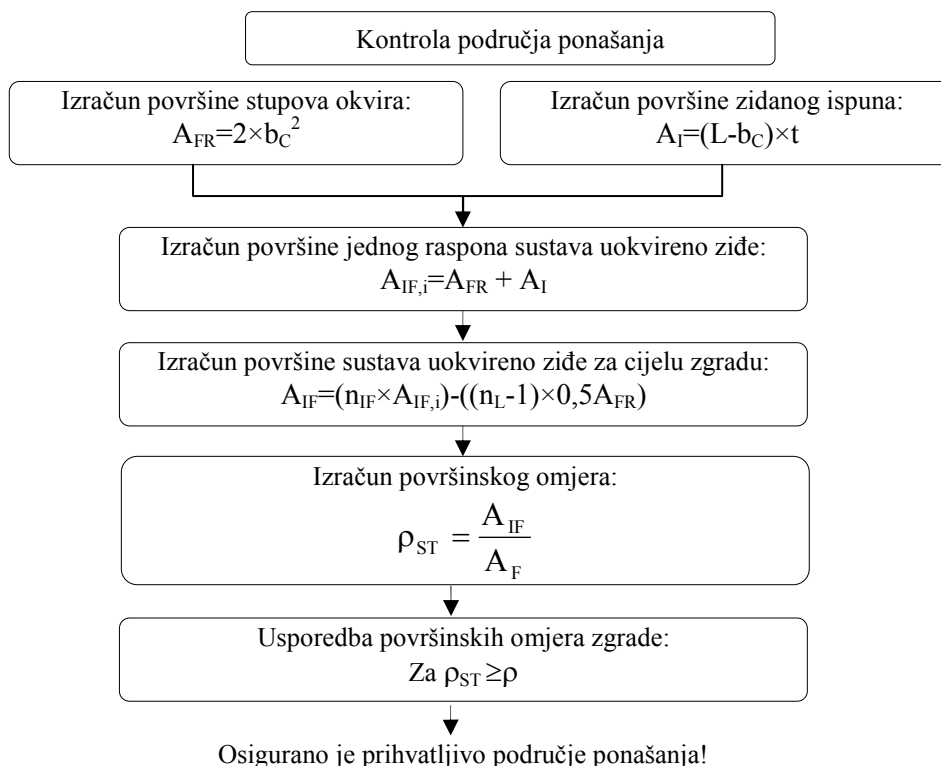 Kontrola područja ponašanja
Izračun površine stupova okvira:
A_FR=2×b_C^2
Izračun površine zidanog ispuna:
A_I=(L-b_C)×t
Izračun površine jednog raspona sustava uokvireno ziđe:
A_IF,i=A_FR + A_I
Izračun površine sustava uokvireno ziđe za cijelu zgradu:
A_IF=(n_IF×A_IF,i)-((n_L-1)×0,5A_FR)
Izračun površinskog omjera:
ρ_ST = A_IF / A_F
Usporedba površinskih omjera zgrade:
Za ρ_ST ≥ρ
Osigurano je prihvatljivo područje ponašanja!